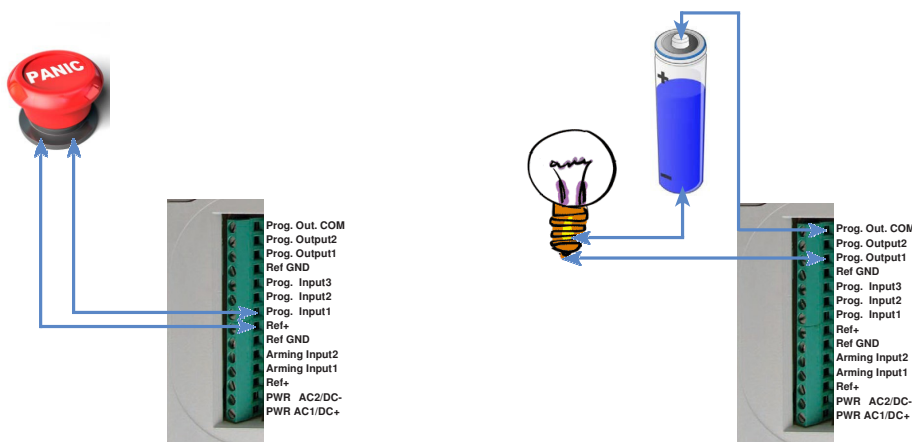 PANIC
Prog. Out. COM
Prog. Output2
Prog. Output1
Ref GND
Prog. Input3
Prog. Input2
Prog. Input1
Ref+
Ref GND
Arming Input2
Arming Input1
Ref+
PWR AC2/DC-
PWR AC1/DC+
+
-
Prog. Out. COM
Prog. Output2
Prog. Output1
Ref GND
Prog. Input3
Prog. Input2
Prog. Input1
Ref+
Ref GND
Arming Input2
Arming Input1
Ref+
PWR AC2/DC-
PWR AC1/DC+